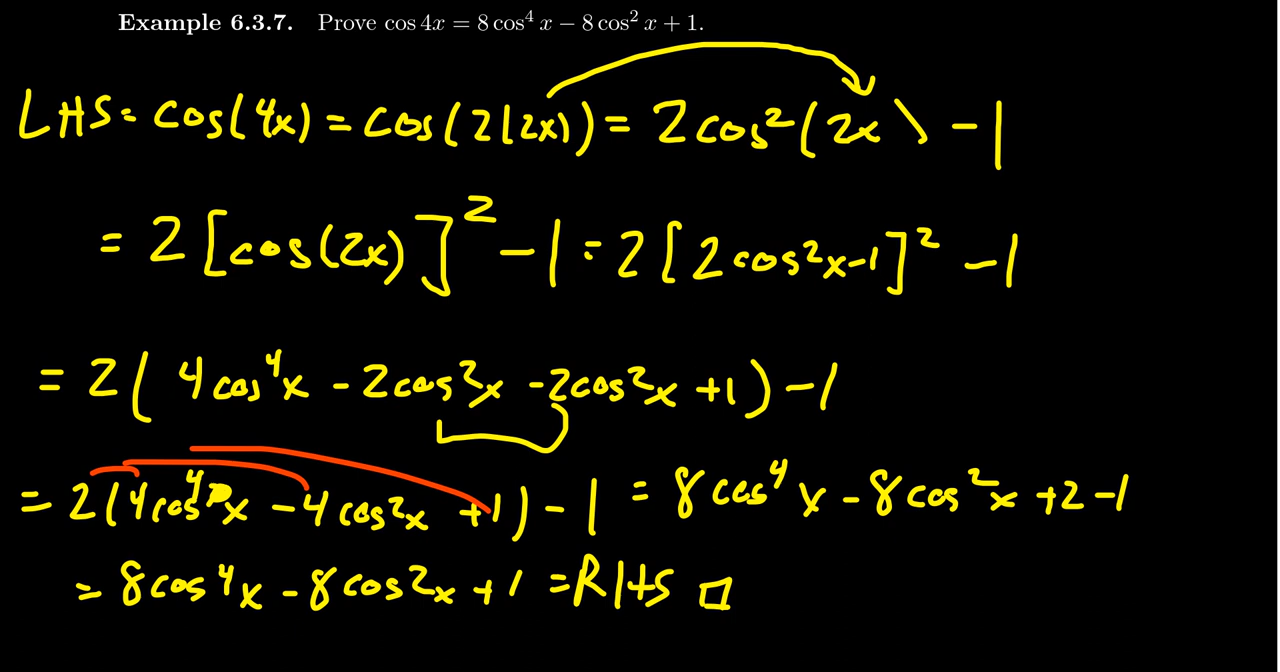 Example 6.3.7. Prove cos 4x = 8 cos⁴ x − 8 cos² x + 1.
LHS = cos(4x) = cos(2(2x)) = 2cos²(2x) - 1
= 2[cos(2x)]² - 1 = 2[2cos²x-1]² - 1
= 2(4cos⁴x - 2cos²x - 2cos²x + 1) - 1
= 2(4cos⁴x - 4cos²x + 1) - 1 = 8cos⁴x - 8cos²x + 2 - 1
= 8cos⁴x - 8cos²x + 1 = RHS □